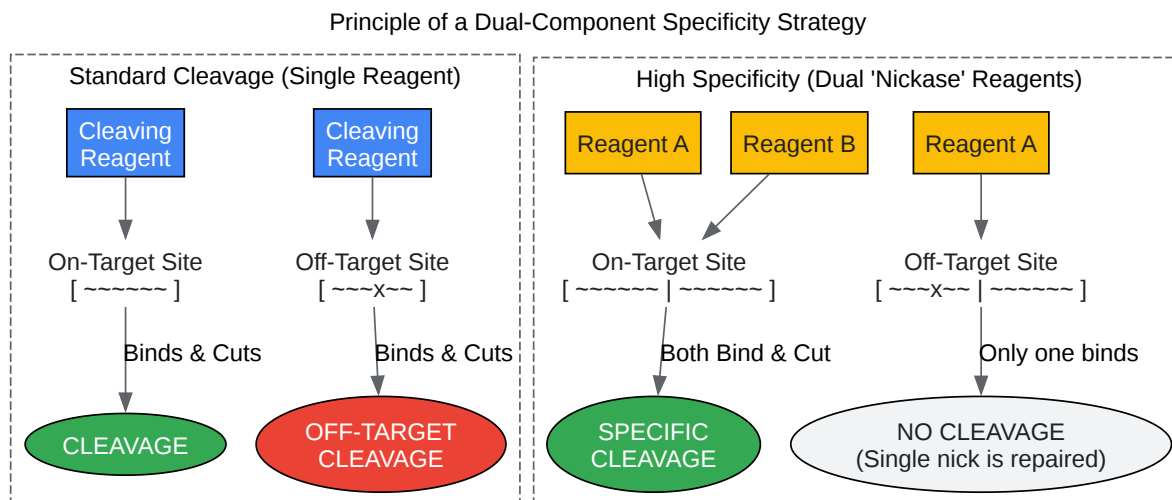 Principle of a Dual-Component Specificity Strategy
Standard Cleavage (Single Reagent)
Cleaving
Reagent
Cleaving
Reagent
On-Target Site
[ ~~~~~~ ]
Off-Target Site
[ ~~~x~~ ]
Binds & Cuts
Binds & Cuts
CLEAVAGE
OFF-TARGET
CLEAVAGE
High Specificity (Dual 'Nickase' Reagents)
Reagent A
Reagent B
Reagent A
On-Target Site
[ ~~~~~~ | ~~~~~~ ]
Off-Target Site
[ ~~~x~~ | ~~~~~~ ]
Both Bind & Cut
Only one binds
SPECIFIC
CLEAVAGE
NO CLEAVAGE
(Single nick is repaired)